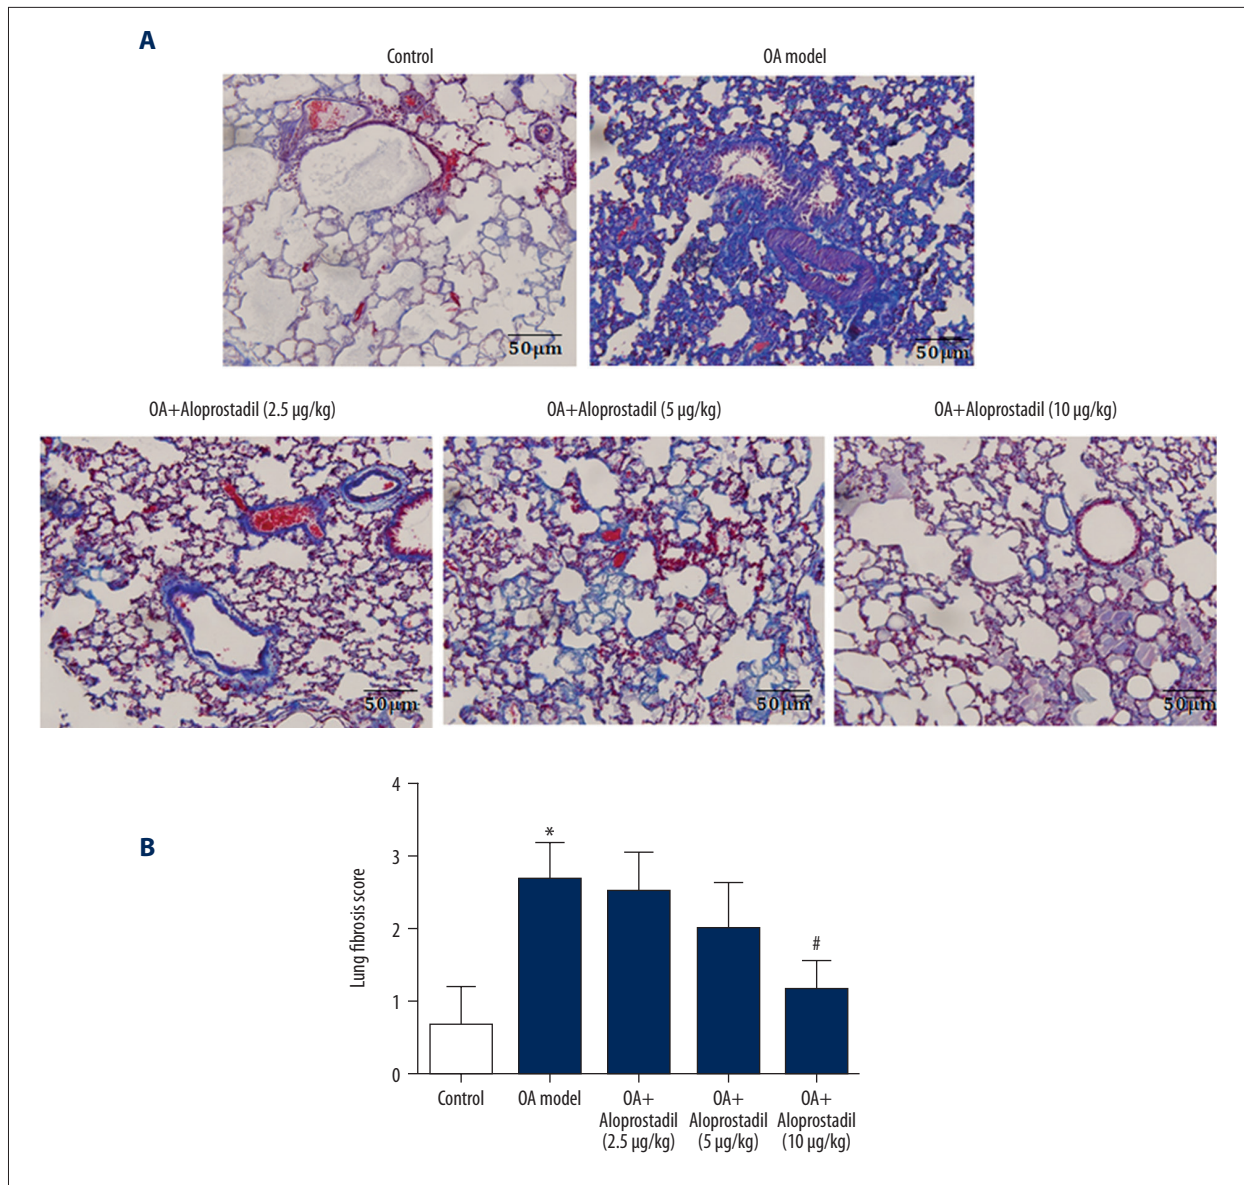 A
Control
OA model
50μm
50μm
OA+Aloprostadil (2.5 μg/kg)
OA+Aloprostadil (5 μg/kg)
OA+Aloprostadil (10 μg/kg)
50μm
50μm
50μm
B
Lung fibrosis score
4
3
2
1
0
*
#
Control
OA model
OA+
Aloprostadil
(2.5 μg/kg)
OA+
Aloprostadil
(5 μg/kg)
OA+
Aloprostadil
(10 μg/kg)